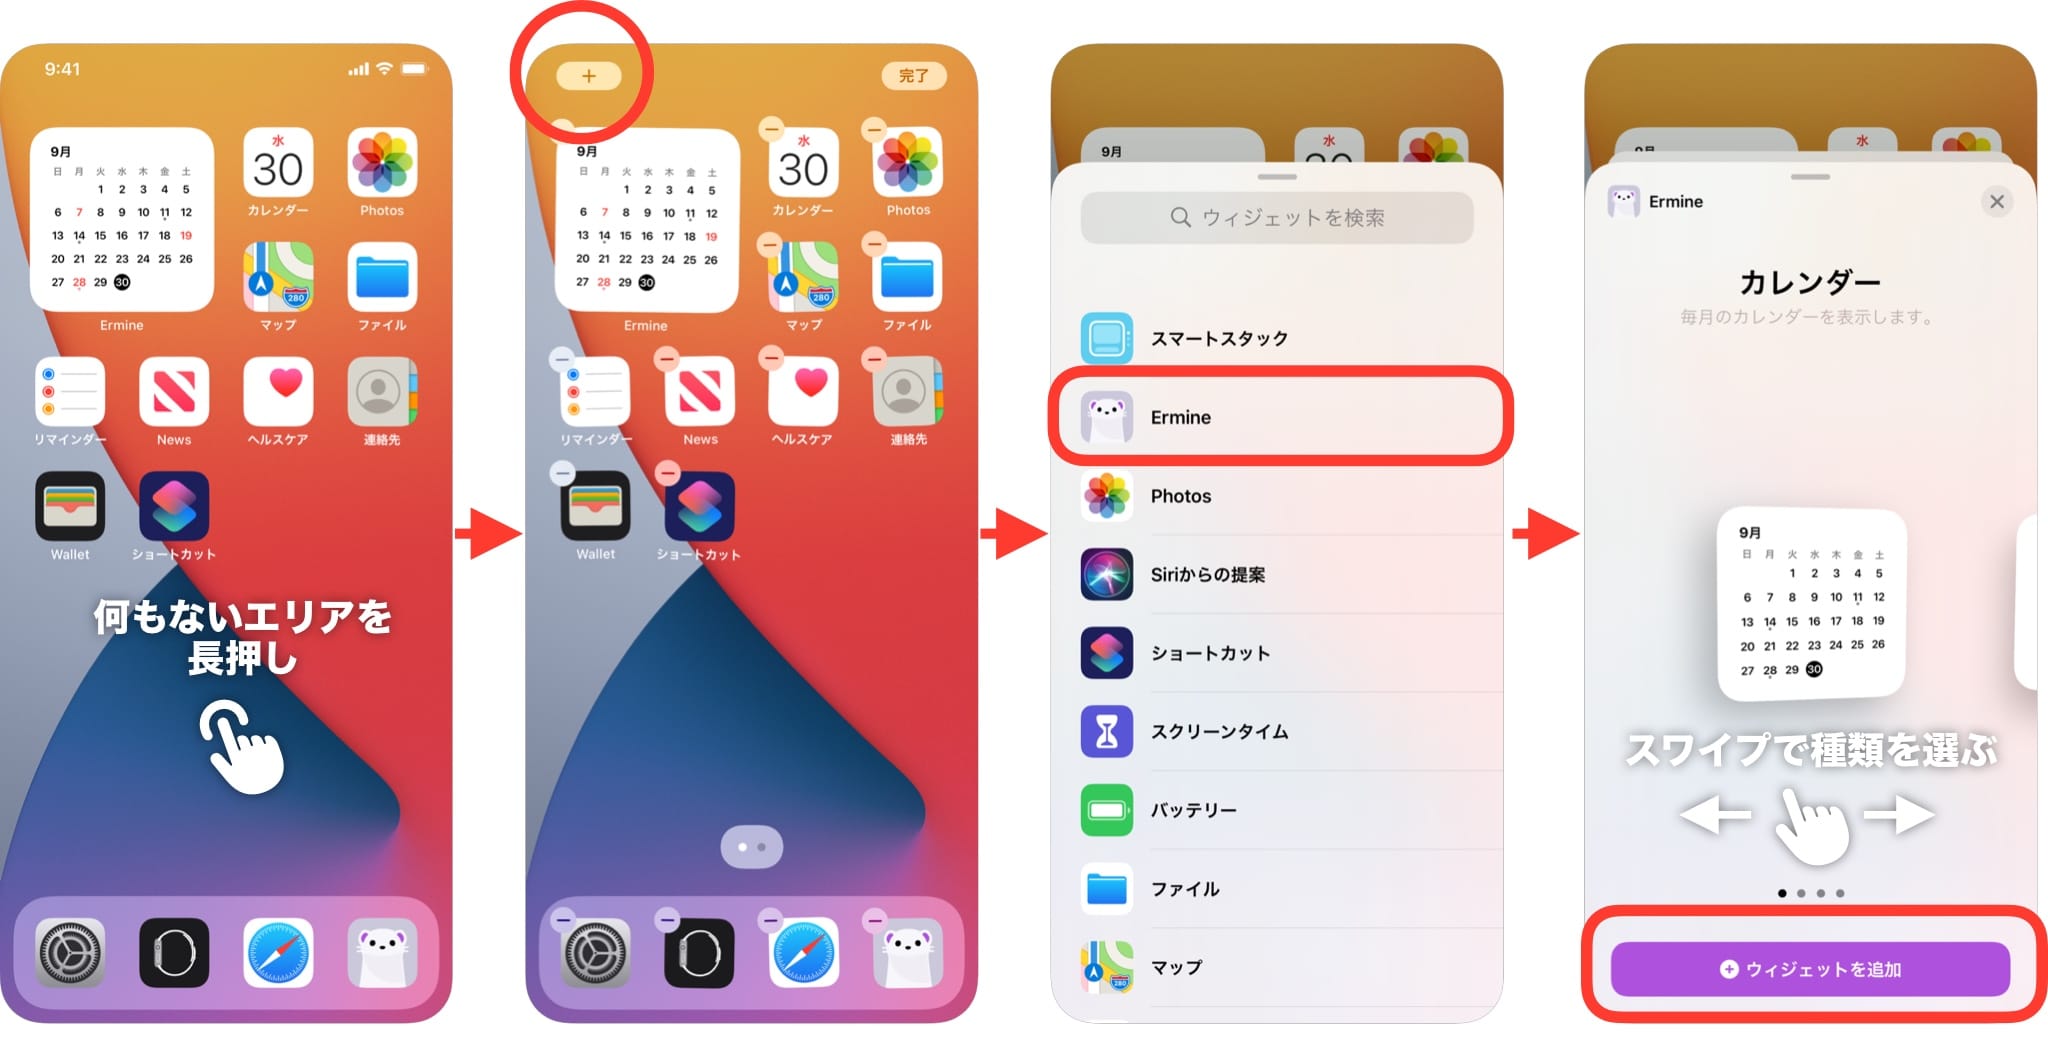 9:41
9月
日 月 火 水 木 金 土
1 2 3 4 5
6 7 8 9 10 11 12
13 14 15 16 17 18 19
20 21 22 23 24 25 26
27 28 29 30
Ermine
水
30
カレンダー
Photos
280
マップ
ファイル
リマインダー
News
ヘルスケア
連絡先
Wallet
ショートカット
何もないエリアを
長押し
+
完了
9月
日 月 火 水 木 金 土
1 2 3 4 5
6 7 8 9 10 11 12
13 14 15 16 17 18 19
20 21 22 23 24 25 26
27 28 29 30
Ermine
水
30
カレンダー
Photos
280
マップ
ファイル
リマインダー
News
ヘルスケア
連絡先
Wallet
ショートカット
9月
水
ウィジェットを検索
スマートスタック
Ermine
Photos
Siriからの提案
ショートカット
スクリーンタイム
バッテリー
ファイル
280
マップ
水
Ermine
カレンダー
毎月のカレンダーを表示します。
9月
日 月 火 水 木 金 土
1 2 3 4 5
6 7 8 9 10 11 12
13 14 15 16 17 18 19
20 21 22 23 24 25 26
27 28 29 30
スワイプで種類を選ぶ
ウィジェットを追加